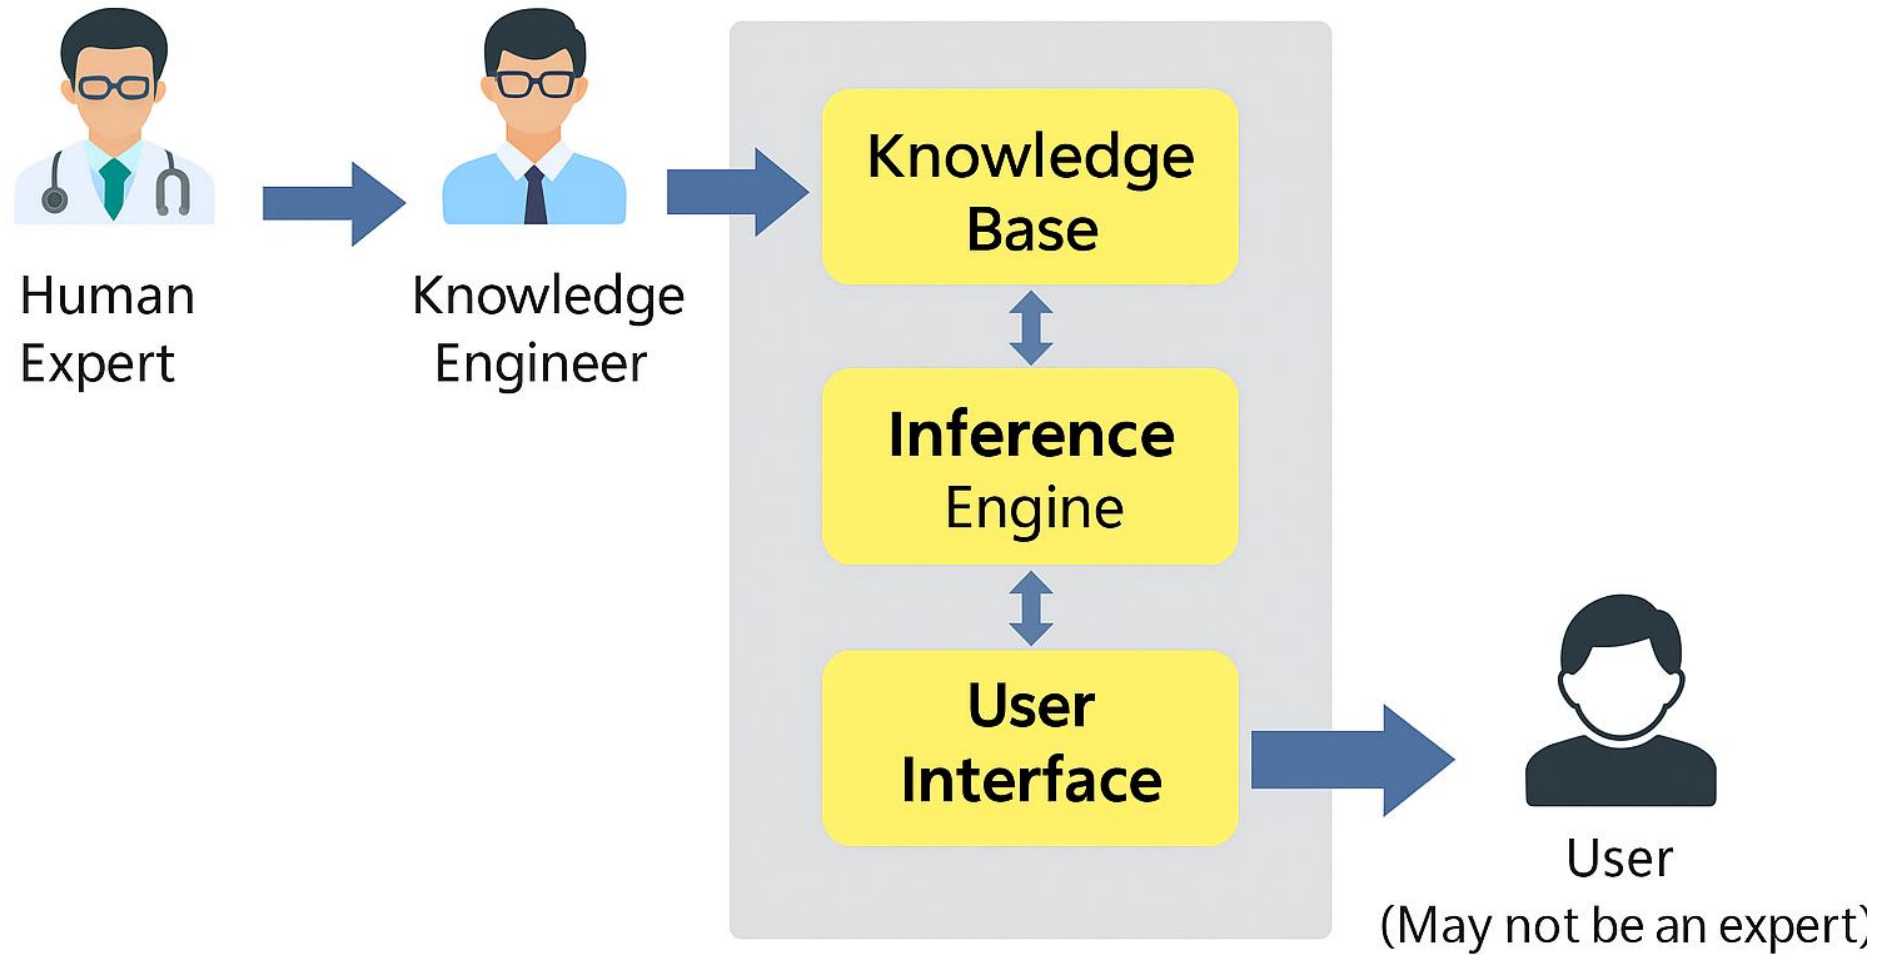 Human
Expert
Knowledge
Engineer
Knowledge
Base
Inference
Engine
User
Interface
User
(May not be an expert)